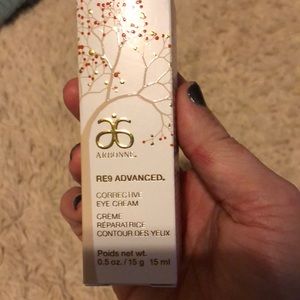 ARBONNE.
RE9 ADVANCED.
CORRECTIVE
EYE CREAM
CRÈME
RÉPARATRICE
CONTOUR DES YEUX
Poids net wt.
0.5 oz. / 15 g 15 ml